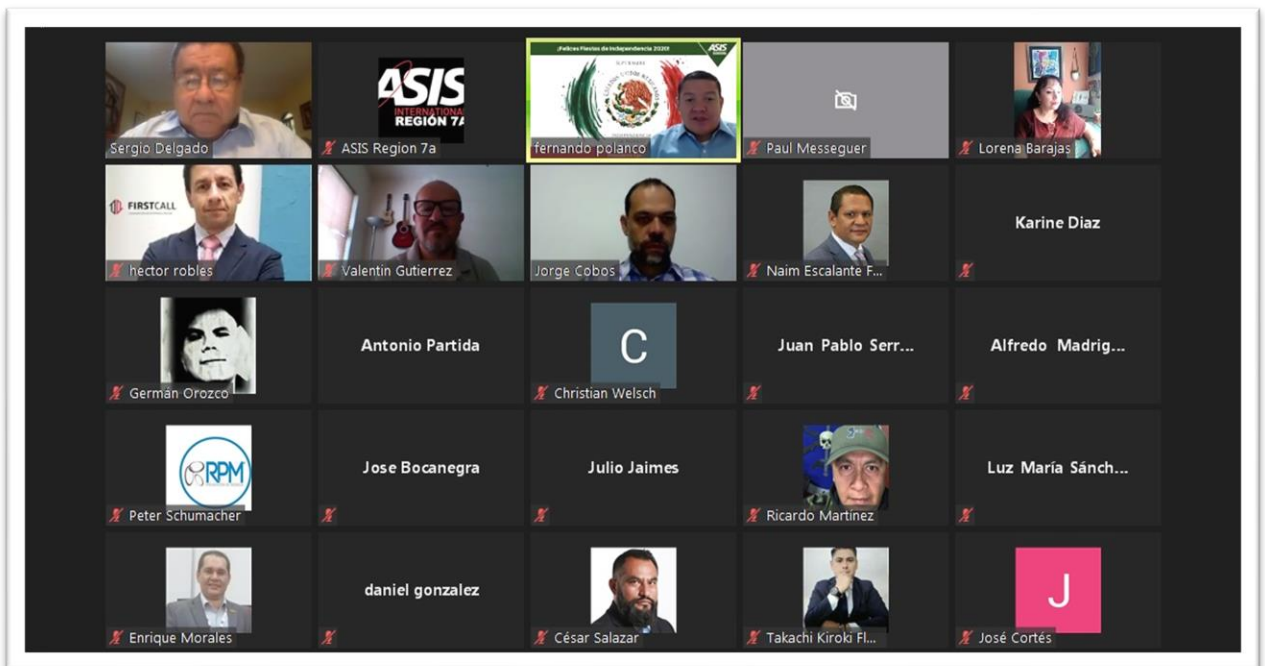 ¡Felices Fiestas de Independencia 2020!
ASIS
ASIS
INTERNATIONAL
REGIÓN 7A
Sergio Delgado
ASIS Region 7a
fernando polanco
Paul Messeguer
Lorena Barajas
FIRSTCALL
hector robles
Valentin Gutierrez
Jorge Cobos
Naim Escalante F...
Karine Diaz
Germán Orozco
Antonio Partida
C
Christian Welsch
Juan Pablo Serr...
Alfredo Madrig...
RPM
Peter Schumacher
Jose Bocanegra
Julio Jaimes
Ricardo Martinez
Luz María Sánch...
Enrique Morales
daniel gonzalez
César Salazar
Takachi Kiroki Fl...
J
José Cortés